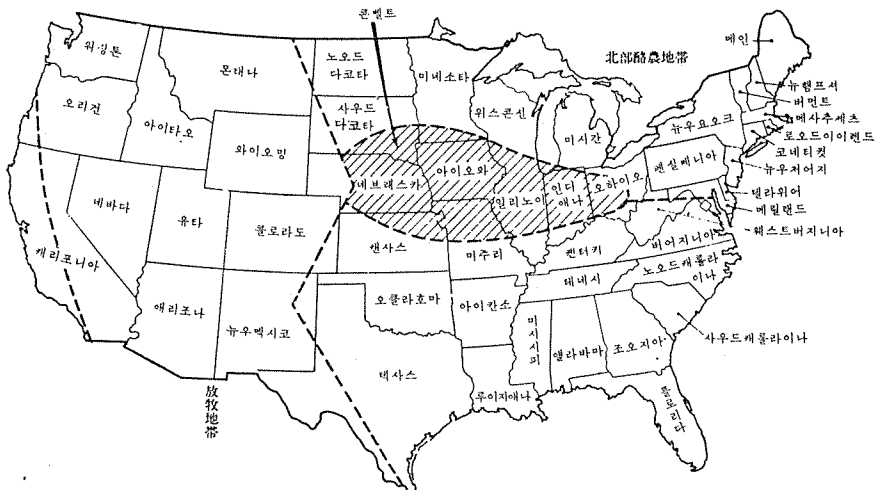 콘벨트
워싱톤
몬태나
노오드
다코타
미네소타
北部酪農地帶
메인
뉴햄프셔
버먼트
메사추세츠
로오드아이랜드
코네티컷
뉴우저어지
델라위어
메릴랜드
웨스트버지니아
오리건
아이타오
사우드
다코타
위스콘신
미시간
뉴우요오크
와이오밍
펜실베니아
네브래스카
아이오와
일리노이
인디
애나
오하이오
네바다
유타
콜로라도
캔사스
미주리
켄터키
버어지니아
캐리포니아
테네시
노오드캐롤라
이나
애리조나
뉴우멕시코
오클라호마
아이칸소
미시시피
앨라바마
조오지아
사우드캐롤라이나
텍사스
루이지애나
플로리다
放牧地帶